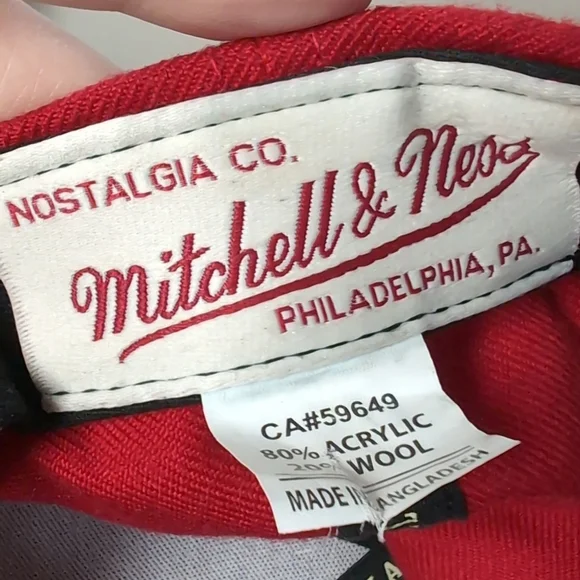 NOSTALGIA CO.
Mitchell & Ness
PHILADELPHIA, PA.
CA#59649
80% ACRYLIC
20% WOOL
MADE IN BANGLADESH